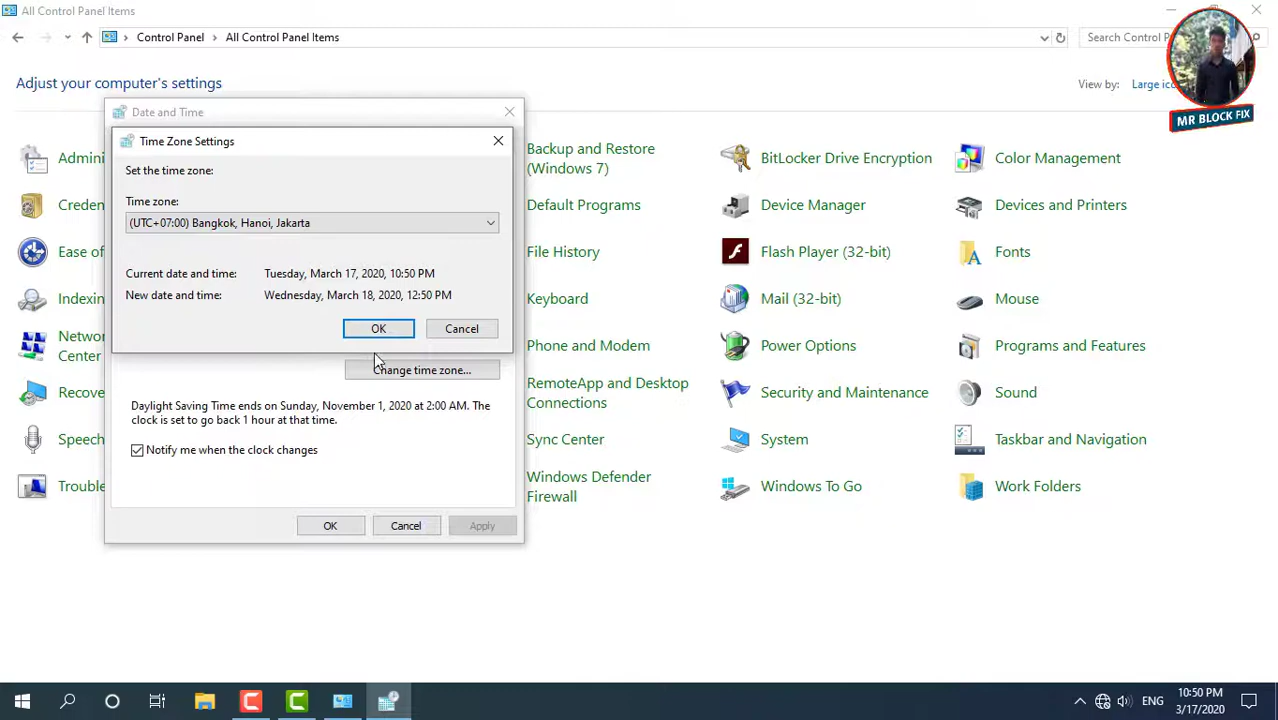 All Control Panel Items
Control Panel
All Control Panel Items
Search Control P
Adjust your computer's settings
View by:
Large ico
MR BLOCK FIX
Date and Time
Time Zone Settings
Set the time zone:
Time zone:
(UTC+07:00) Bangkok, Hanoi, Jakarta
Current date and time:
Tuesday, March 17, 2020, 10:50 PM
New date and time:
Wednesday, March 18, 2020, 12:50 PM
OK
Cancel
Change time zone...
Daylight Saving Time ends on Sunday, November 1, 2020 at 2:00 AM. The
clock is set to go back 1 hour at that time.
Notify me when the clock changes
OK
Cancel
Apply
Admini
Creden
Ease of
Indexin
Network
Center
Recove
Speech
Trouble
Backup and Restore
(Windows 7)
Default Programs
File History
Keyboard
Phone and Modem
RemoteApp and Desktop
Connections
Sync Center
Windows Defender
Firewall
BitLocker Drive Encryption
Device Manager
Flash Player (32-bit)
Mail (32-bit)
Power Options
Security and Maintenance
System
Windows To Go
Color Management
Devices and Printers
Fonts
Mouse
Programs and Features
Sound
Taskbar and Navigation
Work Folders
ENG
10:50 PM
3/17/2020